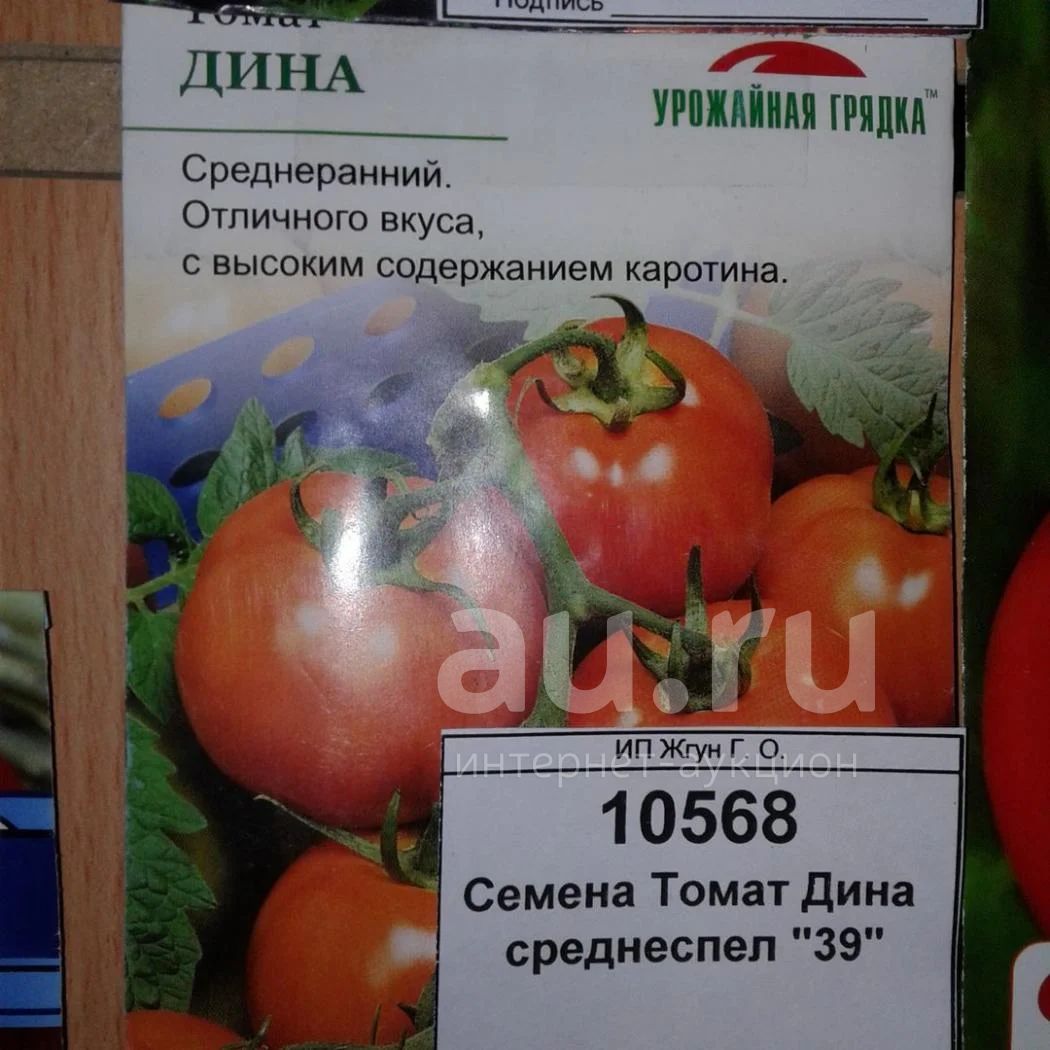 Подпись
Томат
ДИНА
УРОЖАЙНАЯ ГРЯДКА™
Среднеранний.
Отличного вкуса,
с высоким содержанием каротина.
au.ru
интернет-аукцион
ИП Жгун Г. О.
10568
Семена Томат Дина
среднеспел "39"